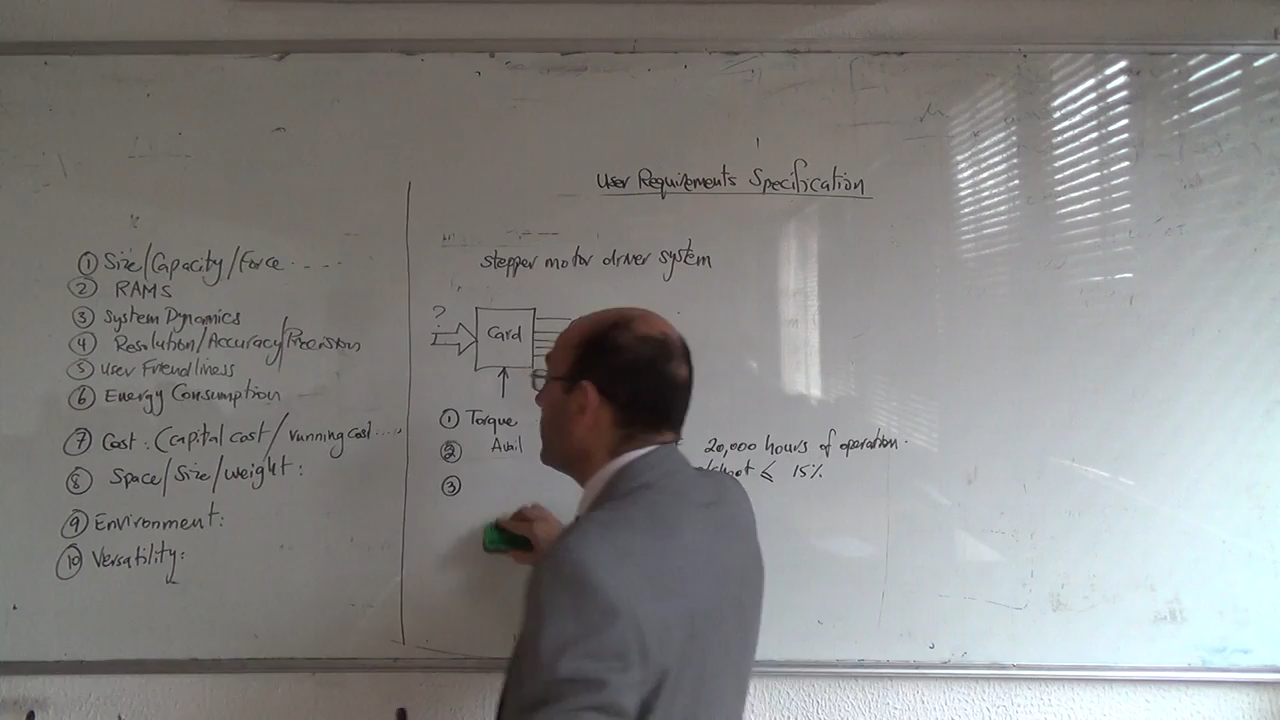 User Requirements Specification
① Size/Capacity/Force - - - -
② RAMS
③ System Dynamics
④ Resolution/Accuracy/Precision
⑤ User Friendliness
⑥ Energy Consumption
⑦ Cost: (capital cost/running cost....
⑧ Space/Size/weight:
⑨ Environment:
⑩ Versatility:
stepper motor driver system
?
Card
① Torque
② Avail 20,000 hours of operation.
③ ≤ 15%